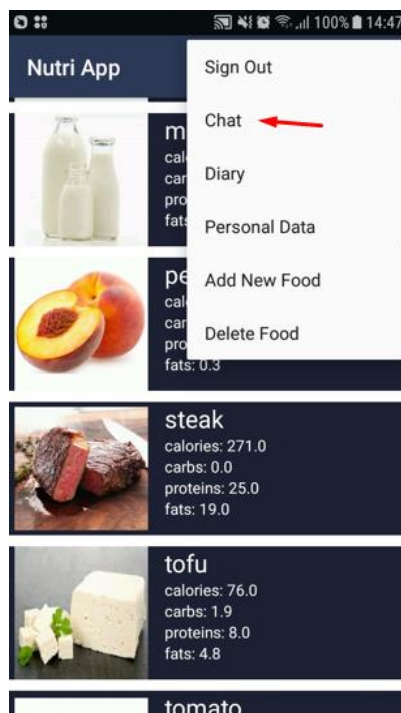 100% 14:47
Nutri App
Sign Out
Chat
Diary
Personal Data
Add New Food
Delete Food
fats: 0.3
steak
calories: 271.0
carbs: 0.0
proteins: 25.0
fats: 19.0
tofu
calories: 76.0
carbs: 1.9
proteins: 8.0
fats: 4.8
tomato